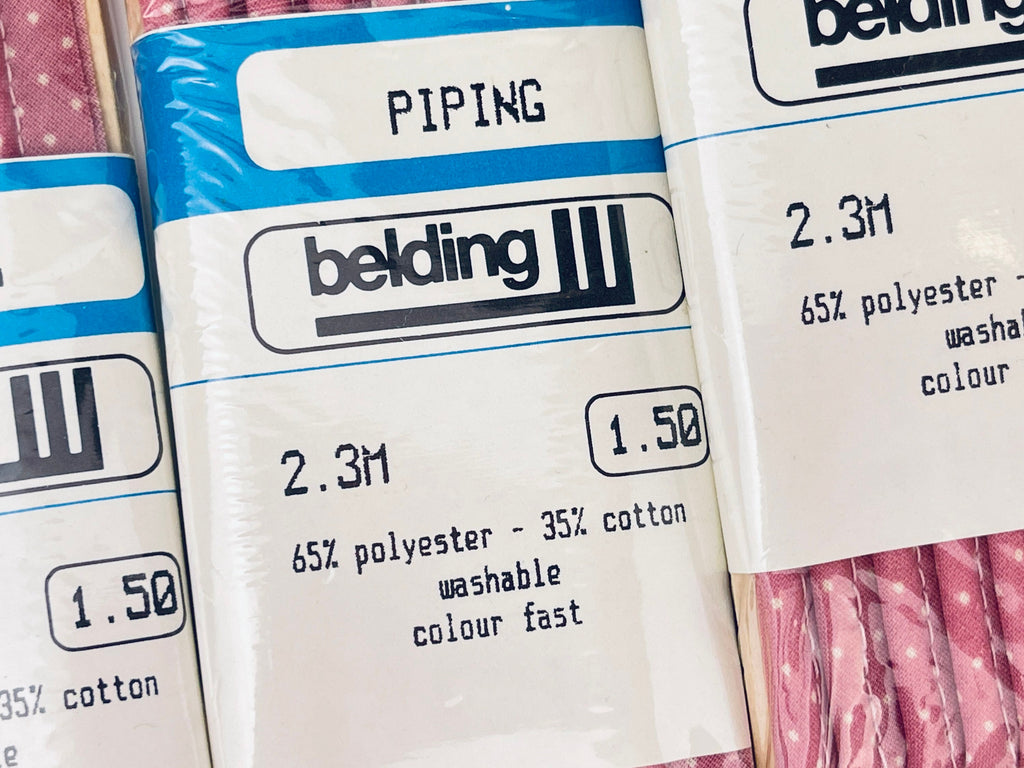 PIPING
belding
1.50
2.3M
65% polyester - 35% cotton
washable
colour fast
1.50
35% cotton
belding
2.3M
65% polyester -
colour